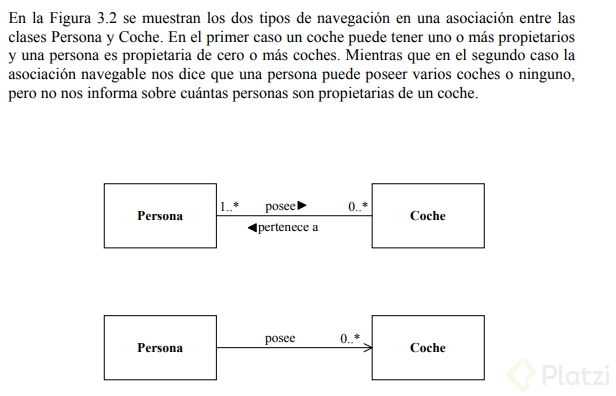 En la Figura 3.2 se muestran los dos tipos de navegación en una asociación entre las
clases Persona y Coche. En el primer caso un coche puede tener uno o más propietarios
y una persona es propietaria de cero o más coches. Mientras que en el segundo caso la
asociación navegable nos dice que una persona puede poseer varios coches o ninguno,
pero no nos informa sobre cuántas personas son propietarias de un coche.
1..* posee▶ 0..*
Persona Coche
◀pertenece a
posee 0..*
Persona Coche
Platzi